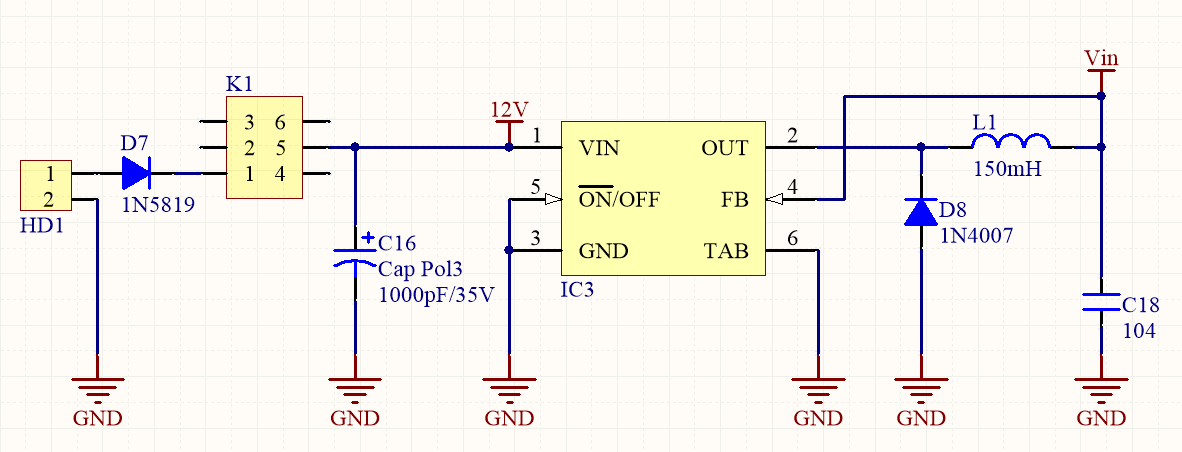 Vin
K1
12V
3 6
2 5
1 4
D7
1N5819
1
2
HD1
1
VIN
OUT
2
5
ON/OFF
FB
4
3
GND
TAB
6
IC3
L1
150mH
D8
1N4007
C16
Cap Pol3
1000pF/35V
C18
104
GND
GND
GND
GND
GND
GND